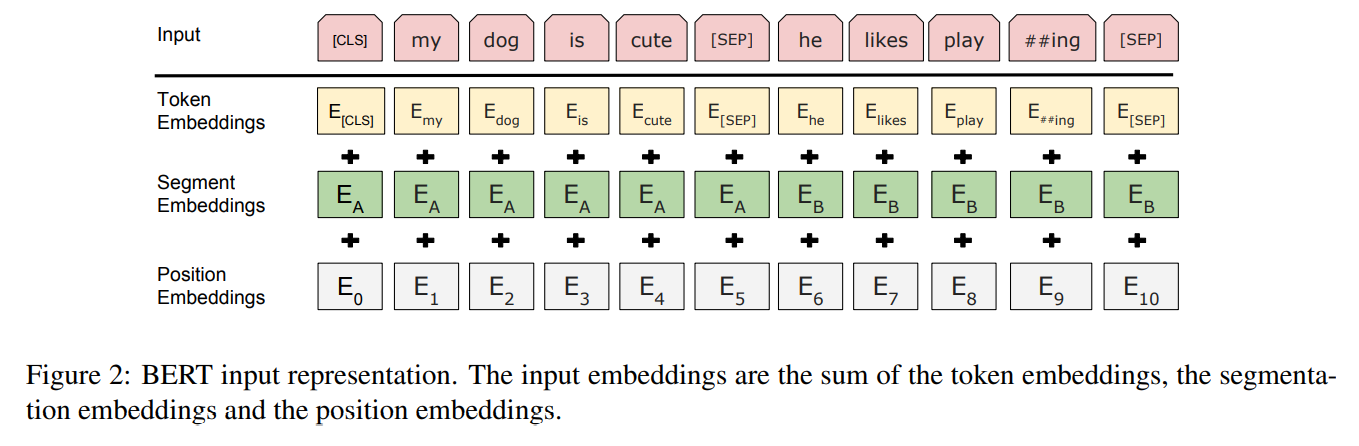 Input [CLS] my dog is cute [SEP] he likes play ##ing [SEP]
Token
Embeddings
E[CLS] Emy Edog Eis Ecute E[SEP] Ehe Elikes Eplay E##ing E[SEP]
+ + + + + + + + + + +
Segment
Embeddings
EA EA EA EA EA EA EB EB EB EB EB
+ + + + + + + + + + +
Position
Embeddings
E0 E1 E2 E3 E4 E5 E6 E7 E8 E9 E10
Figure 2: BERT input representation. The input embeddings are the sum of the token embeddings, the segmenta-
tion embeddings and the position embeddings.